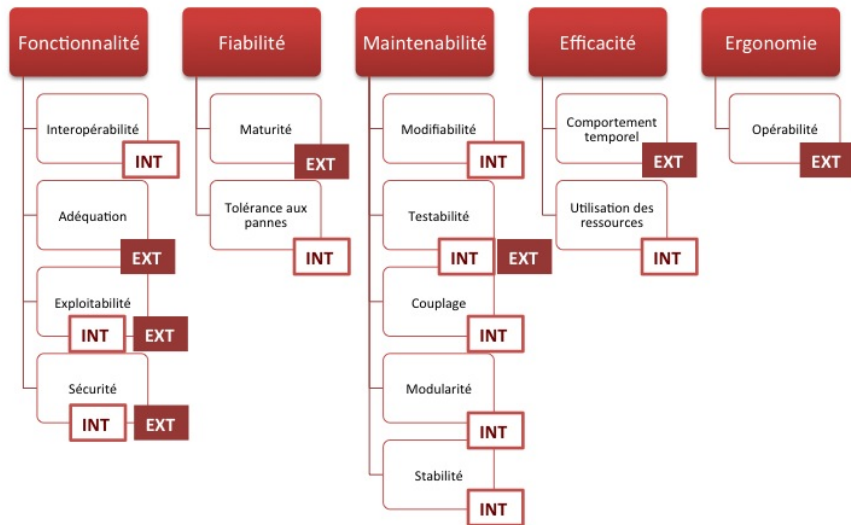 Fonctionnalité
Interopérabilité
INT
Adéquation
EXT
Exploitabilité
INT EXT
Sécurité
INT EXT
Fiabilité
Maturité
EXT
Tolérance aux
pannes
INT
Maintenabilité
Modifiabilité
INT
Testabilité
INT EXT
Couplage
INT
Modularité
INT
Stabilité
INT
Efficacité
Comportement
temporel
EXT
Utilisation des
ressources
INT
Ergonomie
Opérabilité
EXT